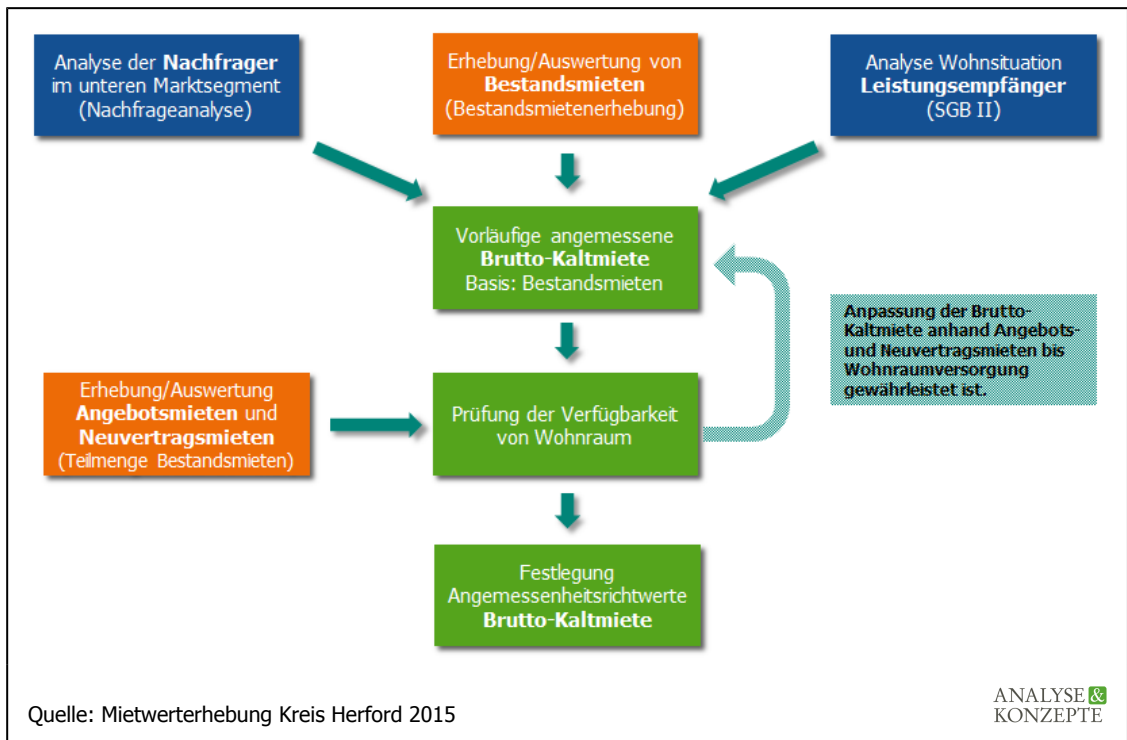 Analyse der Nachfrager
im unteren Marktsegment
(Nachfrageanalyse)
Erhebung/Auswertung von
Bestandsmieten
(Bestandsmietenerhebung)
Analyse Wohnsituation
Leistungsempfänger
(SGB II)
Vorläufige angemessene
Brutto-Kaltmiete
Basis: Bestandsmieten
Anpassung der Brutto-
Kaltmiete anhand Angebots-
und Neuvertragsmieten bis
Wohnraumversorgung
gewährleistet ist.
Erhebung/Auswertung
Angebotsmieten und
Neuvertragsmieten
(Teilmenge Bestandsmieten)
Prüfung der Verfügbarkeit
von Wohnraum
Festlegung
Angemessenheitsrichtwerte
Brutto-Kaltmiete
Quelle: Mietwerterhebung Kreis Herford 2015
ANALYSE &
KONZEPTE